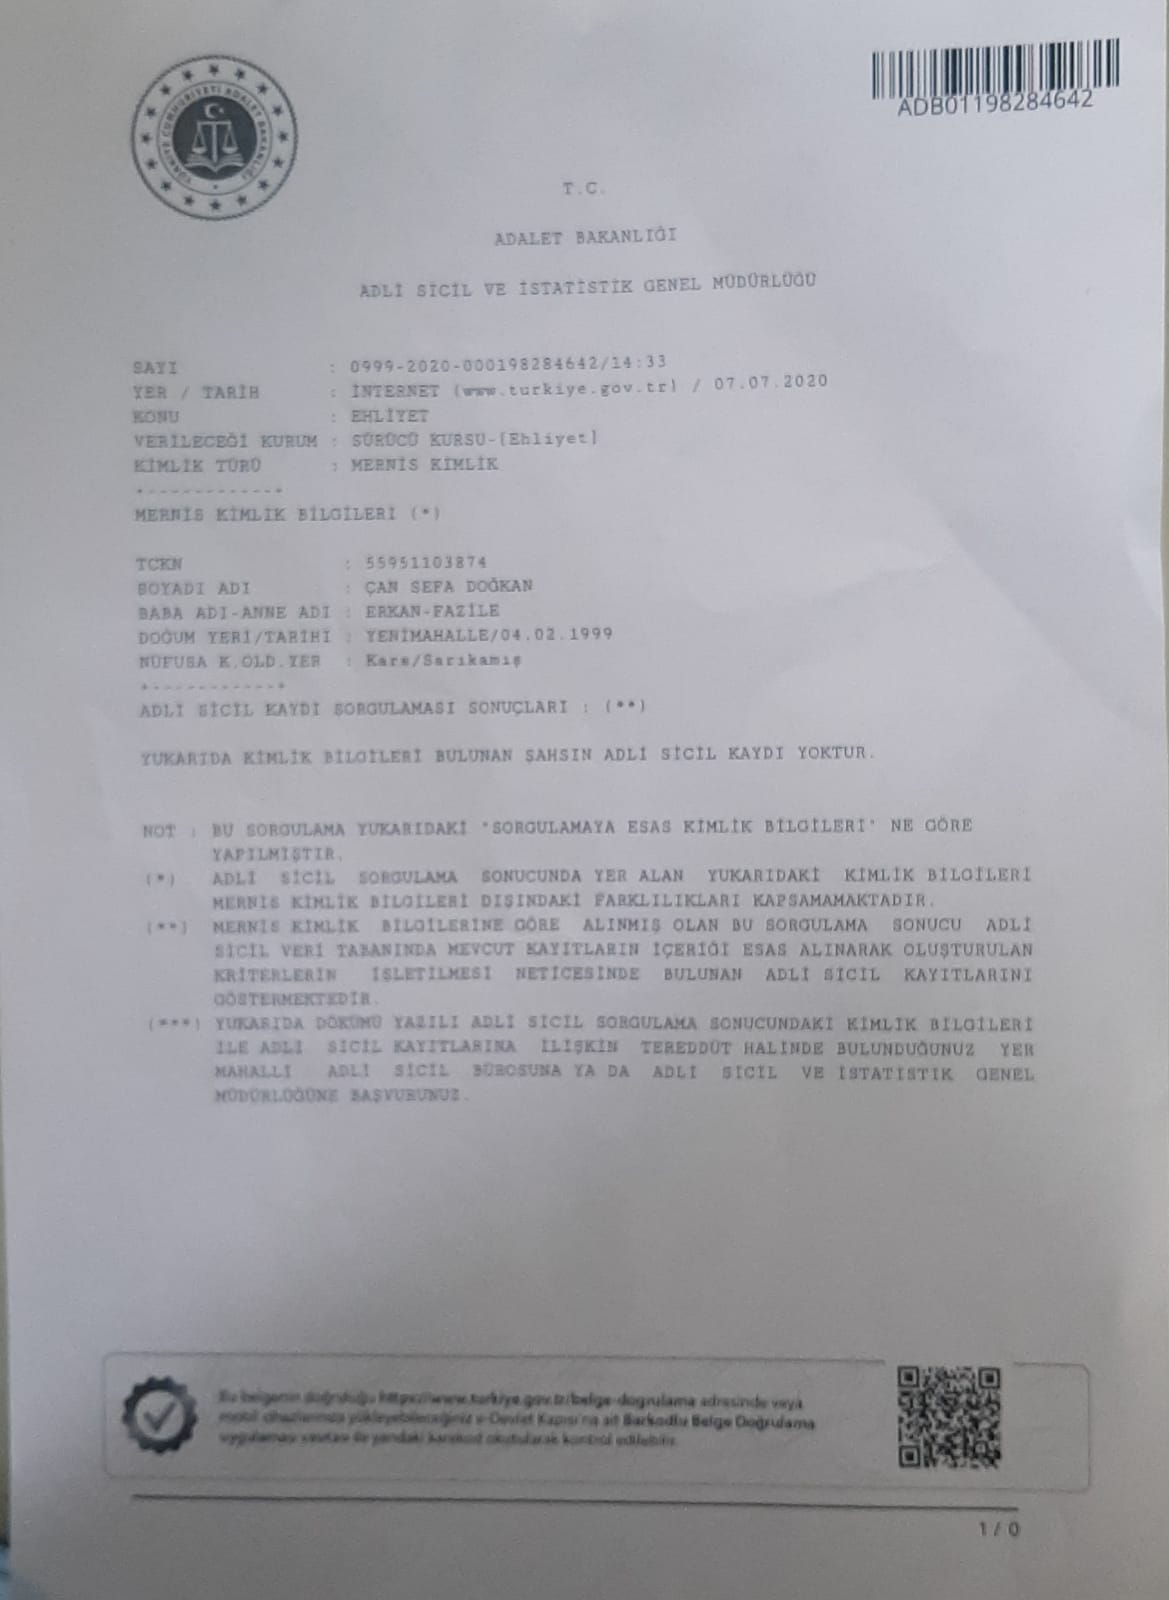 ADB01198284642
TÜRKİYE CUMHURİYETİ ADALET BAKANLIĞI
T.C.
ADALET BAKANLIĞI
ADLİ SİCİL VE İSTATİSTİK GENEL MÜDÜRLÜĞÜ
SAYI : 0999-2020-000198284642/14:33
YER / TARİH : İNTERNET (www.turkiye.gov.tr) / 07.07.2020
KONU : EHLİYET
VERİLECEĞİ KURUM : SÜRÜCÜ KURSU-[Ehliyet]
KİMLİK TÜRÜ : MERNİS KİMLİK
+------------+
MERNİS KİMLİK BİLGİLERİ (*)
TCKN : 55951103874
SOYADI ADI : ÇAN SEFA DOĞKAN
BABA ADI-ANNE ADI : ERKAN-FAZİLE
DOĞUM YERİ/TARİHİ : YENİMAHALLE/04.02.1999
NÜFUSA K.OLD.YER : Kars/Sarıkamış
+------------+
ADLİ SİCİL KAYDI SORGULAMASI SONUÇLARI : (**)
YUKARIDA KİMLİK BİLGİLERİ BULUNAN ŞAHSIN ADLİ SİCİL KAYDI YOKTUR.
NOT : BU SORGULAMA YUKARIDAKİ "SORGULAMAYA ESAS KİMLİK BİLGİLERİ" NE GÖRE
YAPILMIŞTIR.
(*) ADLİ SİCİL SORGULAMA SONUCUNDA YER ALAN YUKARIDAKİ KİMLİK BİLGİLERİ
MERNİS KİMLİK BİLGİLERİ DIŞINDAKİ FARKLILIKLARI KAPSAMAMAKTADIR.
(**) MERNİS KİMLİK BİLGİLERİNE GÖRE ALINMIŞ OLAN BU SORGULAMA SONUCU ADLİ
SİCİL VERİ TABANINDA MEVCUT KAYITLARIN İÇERİĞİ ESAS ALINARAK OLUŞTURULAN
KRİTERLERİN İŞLETİLMESİ NETİCESİNDE BULUNAN ADLİ SİCİL KAYITLARINI
GÖSTERMEKTEDİR.
(***) YUKARIDA DÖKÜMÜ YAZILI ADLİ SİCİL SORGULAMA SONUCUNDAKİ KİMLİK BİLGİLERİ
İLE ADLİ SİCİL KAYITLARINA İLİŞKİN TEREDDÜT HALİNDE BULUNDUĞUNUZ YER
MAHALLİ ADLİ SİCİL BÜROSUNA YA DA ADLİ SİCİL VE İSTATİSTİK GENEL
MÜDÜRLÜĞÜNE BAŞVURUNUZ.
Bu belgenin doğruluğu https://www.turkiye.gov.tr/belge-dogrulama adresinde veya
mobil cihazlarınıza yükleyebileceğiniz e-Devlet Kapısı'na ait Barkodlu Belge Doğrulama
uygulaması vasıtası ile yandaki karekod okutularak kontrol edilebilir.
1 / 0